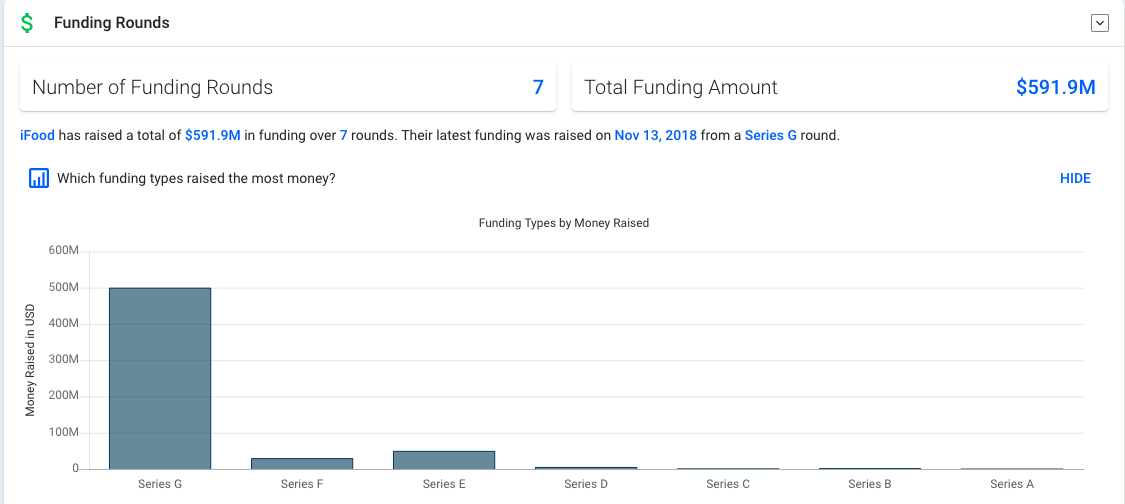 $ Funding Rounds
Number of Funding Rounds 7
Total Funding Amount $591.9M
iFood has raised a total of $591.9M in funding over 7 rounds. Their latest funding was raised on Nov 13, 2018 from a Series G round.
Which funding types raised the most money? HIDE
Funding Types by Money Raised
Money Raised in USD
600M
500M
400M
300M
200M
100M
0
Series G Series F Series E Series D Series C Series B Series A